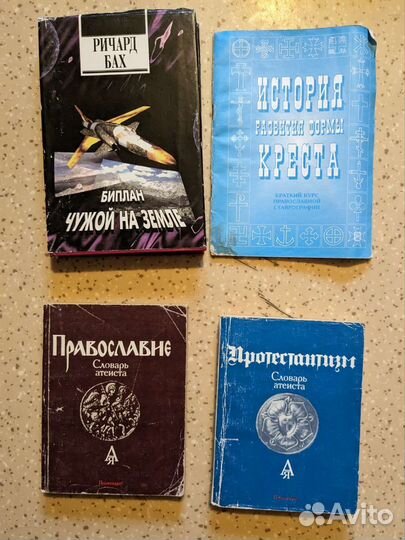 РИЧАРД
БАХ
БИПЛАН
ЧУЖОЙ НА ЗЕМЛЕ
ИСТОРИЯ
РАЗВИТИЯ ФОРМЫ
КРЕСТА
КРАТКИЙ КУРС
ПРАВОСЛАВНОЙ
СТАВРОГРАФИИ
ПРАВОСЛАВИЕ
Словарь
атеиста
ПРОТЕСТАНТИЗМ
Словарь
атеиста
Avito